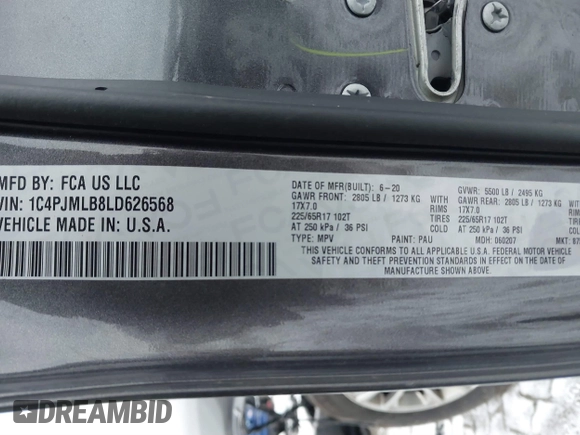 MFD BY: FCA US LLC
VIN: 1C4PJMLB8LD626568
VEHICLE MADE IN: U.S.A.
DATE OF MFR(BUILT): 6-20
GVWR: 5500 LB / 2495 KG
GAWR FRONT: 2805 LB / 1273 KG WITH
17X7.0 RIMS
225/65R17 102T TIRES
AT 250 kPa / 36 PSI COLD
GAWR REAR: 2805 LB / 1273 KG WITH
17X7.0
225/65R17 102T
AT 250 kPa / 36 PSI
TYPE: MPV PAINT: PAU MDH: 060207 MKT:
THIS VEHICLE CONFORMS TO ALL APPLICABLE U.S.A. FEDERAL MOTOR VEHICLE
SAFETY AND THEFT PREVENTION STANDARDS IN EFFECT ON THE DATE OF
MANUFACTURE SHOWN ABOVE.
DREAMBID